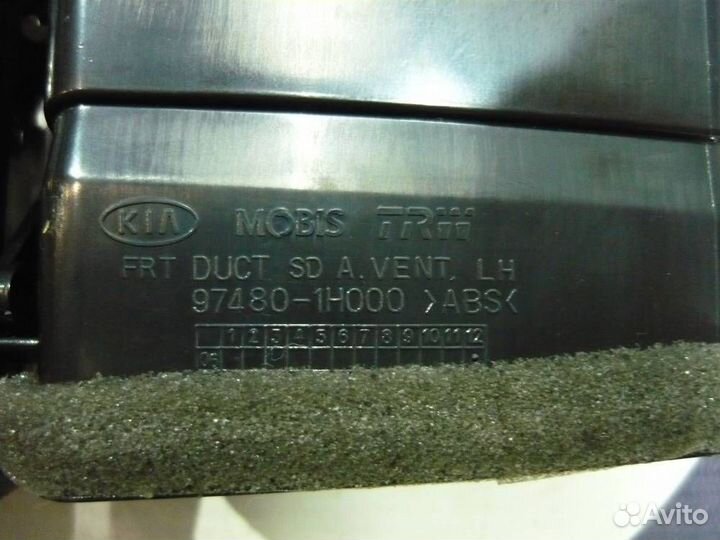 KIA MOBIS TRW
FRT DUCT SD A.VENT, LH
97480-1H000 >ABS<
1 2 3 4 5 6 7 8 9 10 11 12
Avito